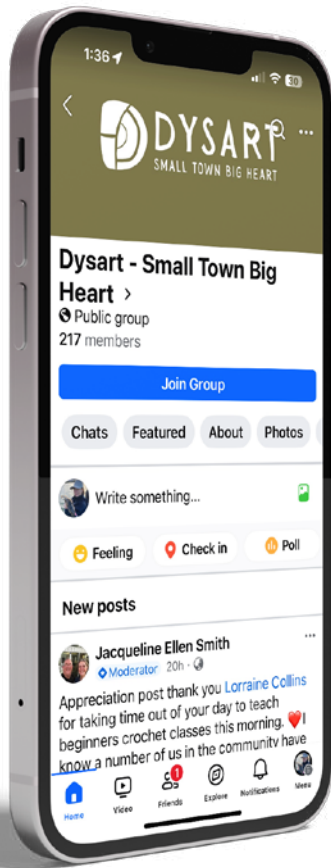 1:36
30
DYSART
SMALL TOWN BIG HEART
Dysart - Small Town Big
Heart >
Public group
217 members
Join Group
Chats Featured About Photos
Write something...
Feeling Check in Poll
New posts
Jacqueline Ellen Smith
Moderator · 20h ·
Appreciation post thank you Lorraine Collins
for taking time out of your day to teach
beginners crochet classes this morning. ❤️I
know a number of us in the community have
1
Home Video Friends Explore Notifications Menu